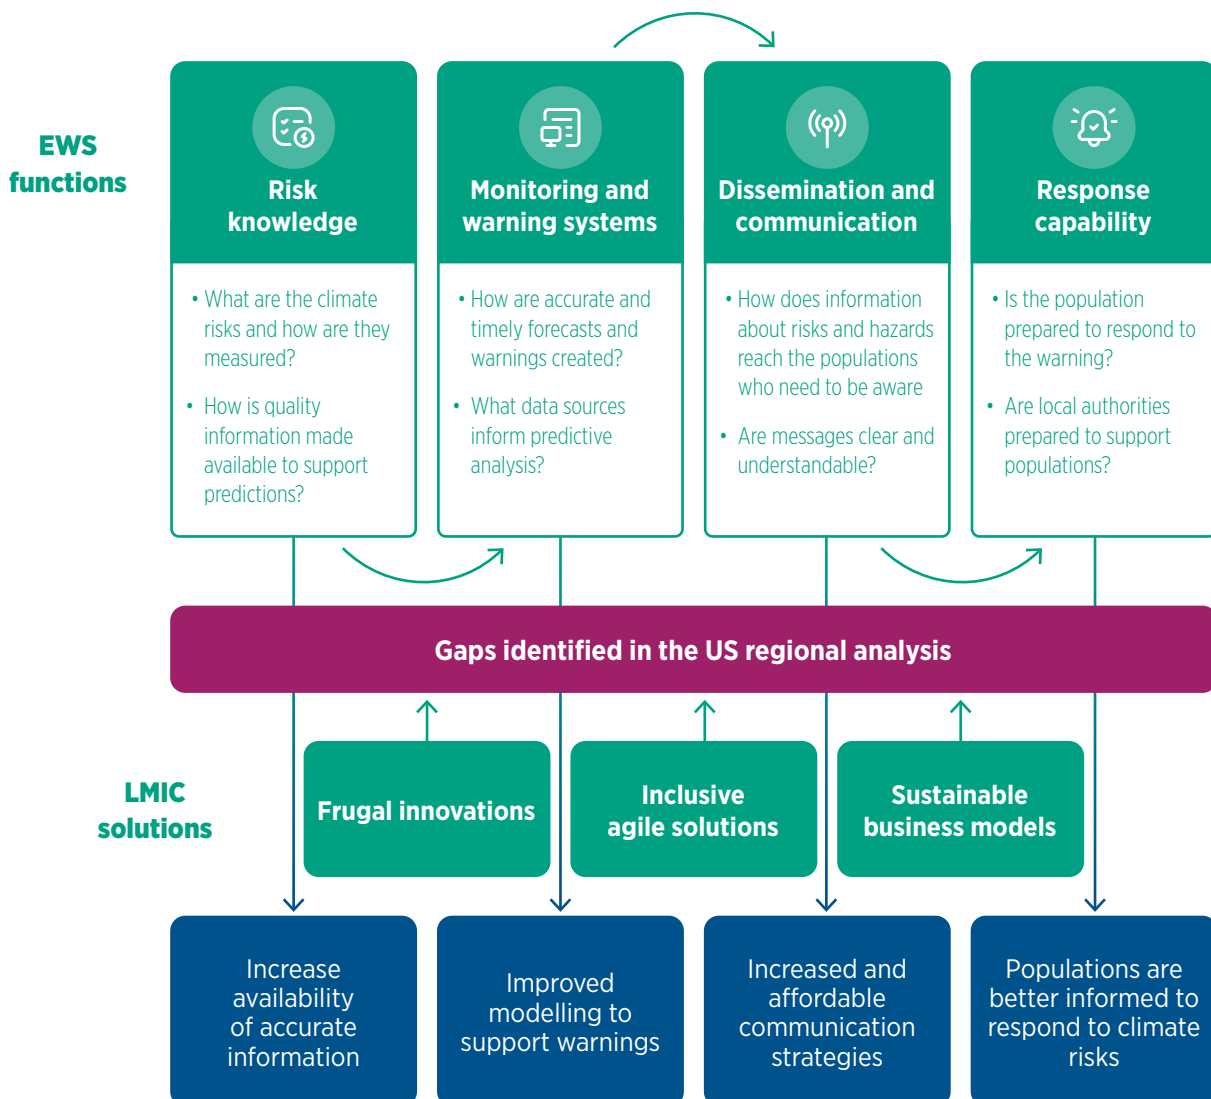 EWS
functions
Risk
knowledge
• What are the climate
risks and how are they
measured?
• How is quality
information made
available to support
predictions?
Monitoring and
warning systems
• How are accurate and
timely forecasts and
warnings created?
• What data sources
inform predictive
analysis?
Dissemination and
communication
• How does information
about risks and hazards
reach the populations
who need to be aware
• Are messages clear and
understandable?
Response
capability
• Is the population
prepared to respond to
the warning?
• Are local authorities
prepared to support
populations?
Gaps identified in the US regional analysis
LMIC
solutions
Frugal innovations
Inclusive
agile solutions
Sustainable
business models
Increase
availability
of accurate
information
Improved
modelling to
support warnings
Increased and
affordable
communication
strategies
Populations are
better informed to
respond to climate
risks